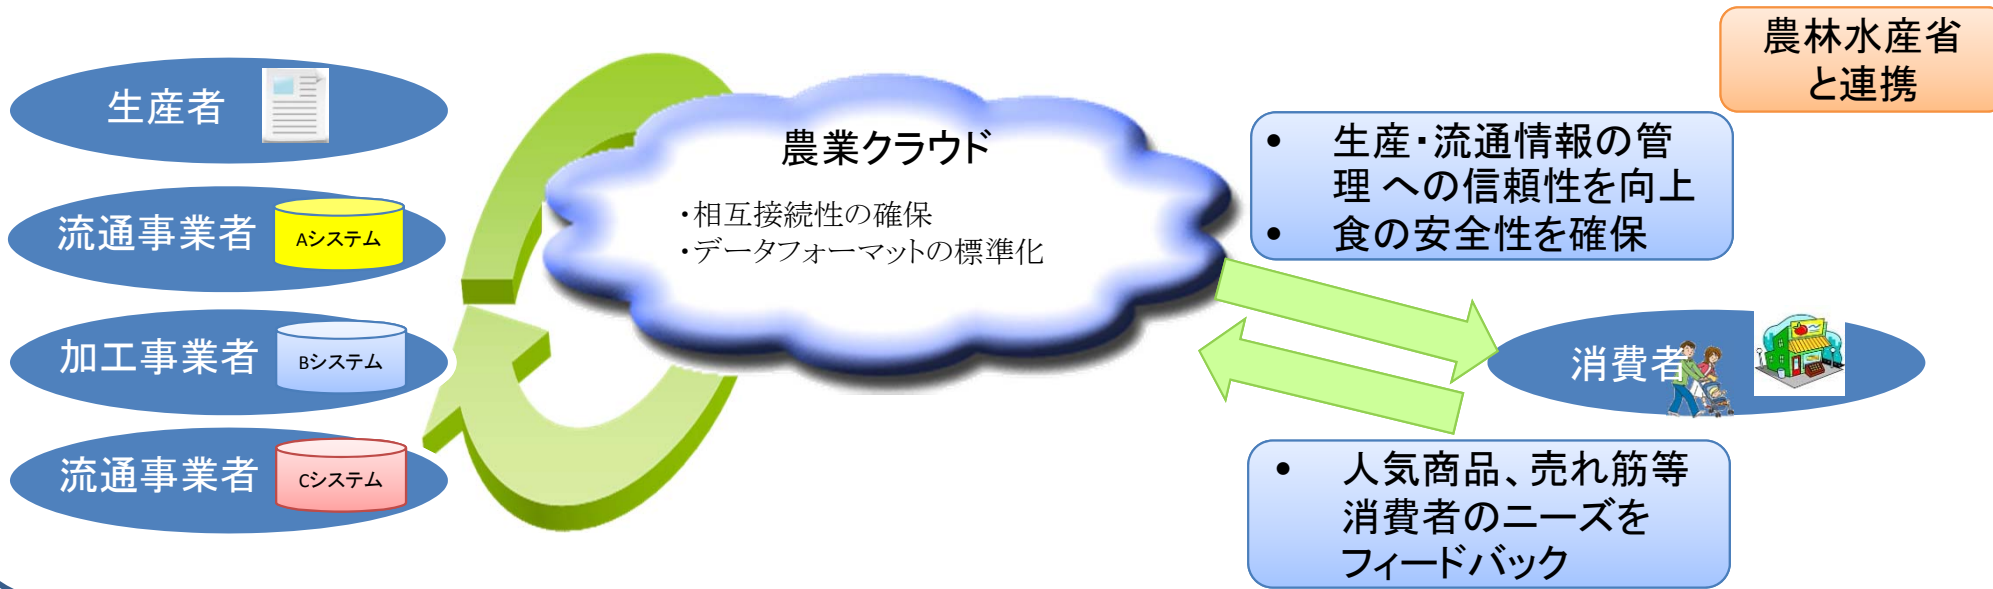 農林水産省
と連携
生産者
流通事業者
Aシステム
加工事業者
Bシステム
流通事業者
Cシステム
農業クラウド
・相互接続性の確保
・データフォーマットの標準化
• 生産・流通情報の管
理 への信頼性を向上
• 食の安全性を確保
消費者
• 人気商品、売れ筋等
消費者のニーズを
フィードバック